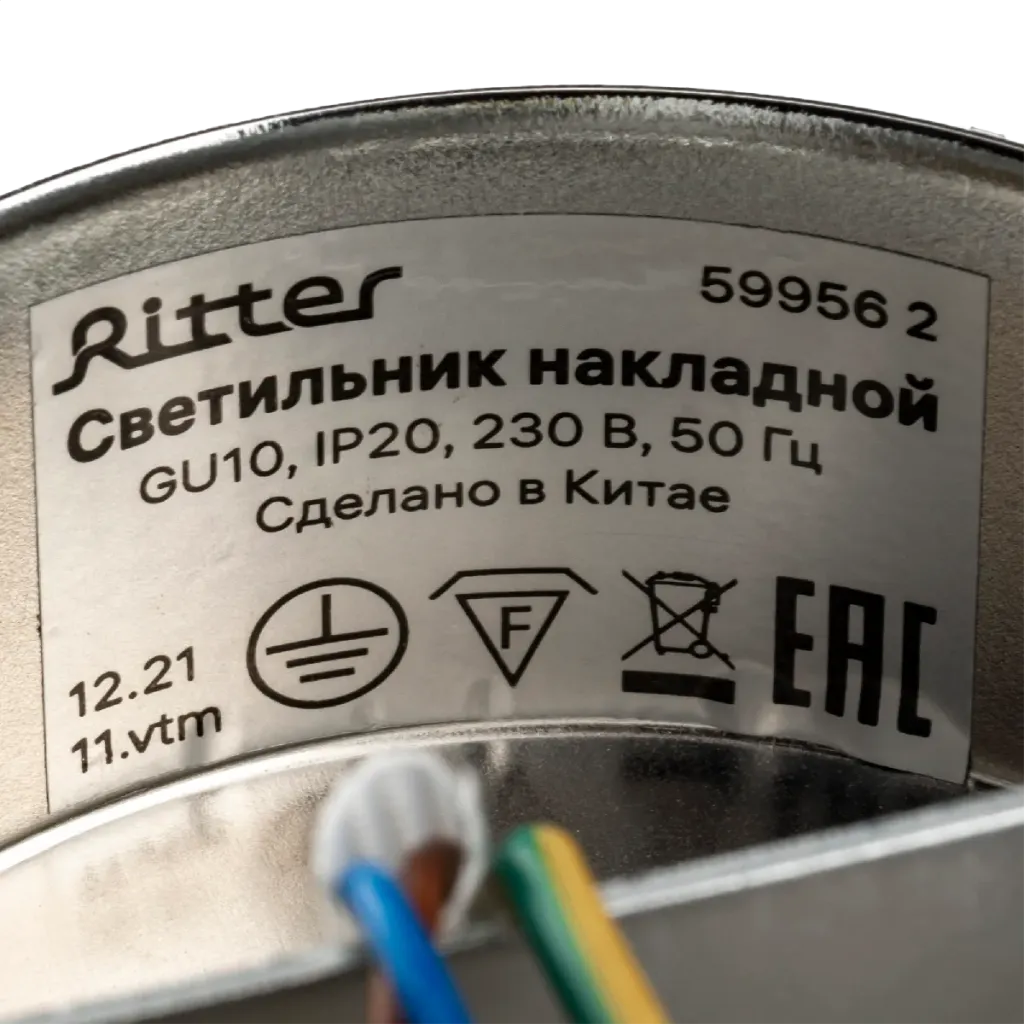 Ritter
59956 2
Светильник накладной
GU10, IP20, 230 В, 50 Гц
Сделано в Китае
12.21
11.vtm
F
EAC